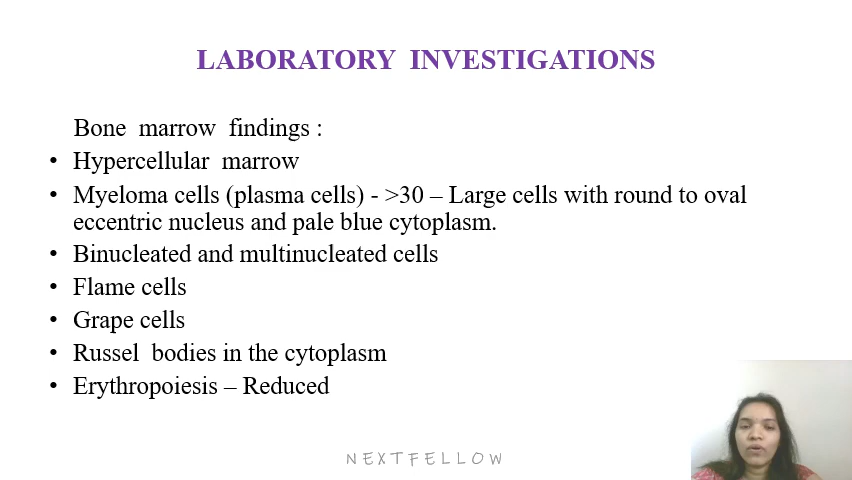 LABORATORY INVESTIGATIONS
Bone marrow findings :
• Hypercellular marrow
• Myeloma cells (plasma cells) - >30 – Large cells with round to oval
eccentric nucleus and pale blue cytoplasm.
• Binucleated and multinucleated cells
• Flame cells
• Grape cells
• Russel bodies in the cytoplasm
• Erythropoiesis – Reduced
NEXTFELLOW